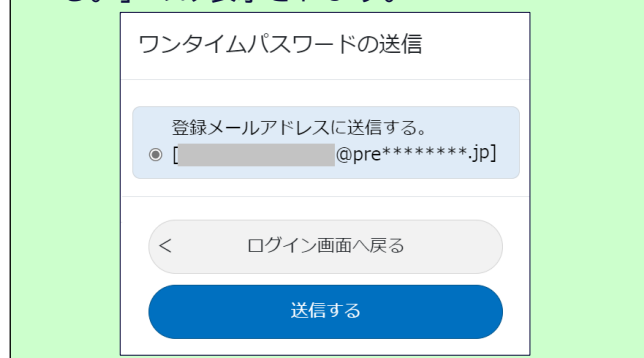 ワンタイムパスワードの送信
登録メールアドレスに送信する。
[ @pre********.jp]
< ログイン画面へ戻る
送信する